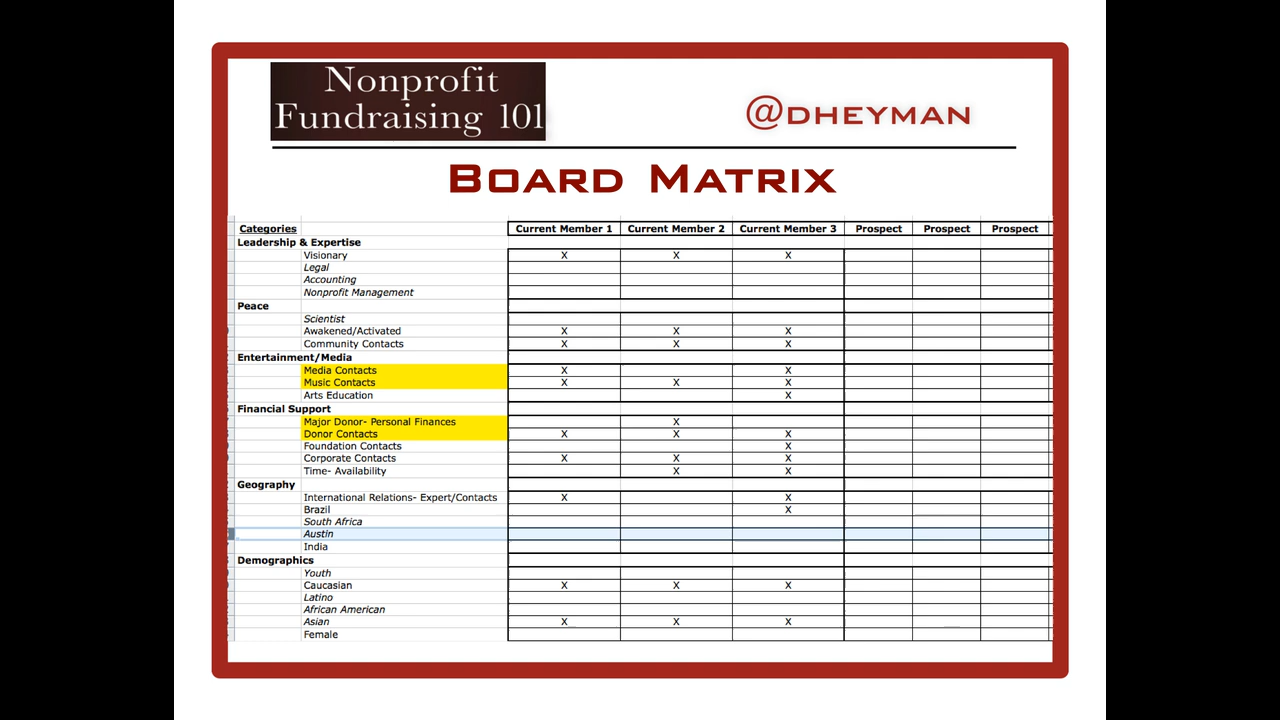 Nonprofit
Fundraising 101
@DHEYMAN
BOARD MATRIX
Categories Current Member 1 Current Member 2 Current Member 3 Prospect Prospect Prospect
Leadership & Expertise
Visionary X X X
Legal
Accounting
Nonprofit Management
Peace
Scientist
Awakened/Activated X X X
Community Contacts X X X
Entertainment/Media
Media Contacts X X
Music Contacts X X X
Arts Education X
Financial Support
Major Donor- Personal Finances X
Donor Contacts X X X
Foundation Contacts X
Corporate Contacts X X X
Time- Availability X X
Geography
International Relations- Expert/Contacts X X
Brazil X
South Africa
Austin
India
Demographics
Youth
Caucasian X X X
Latino
African American
Asian X X X
Female